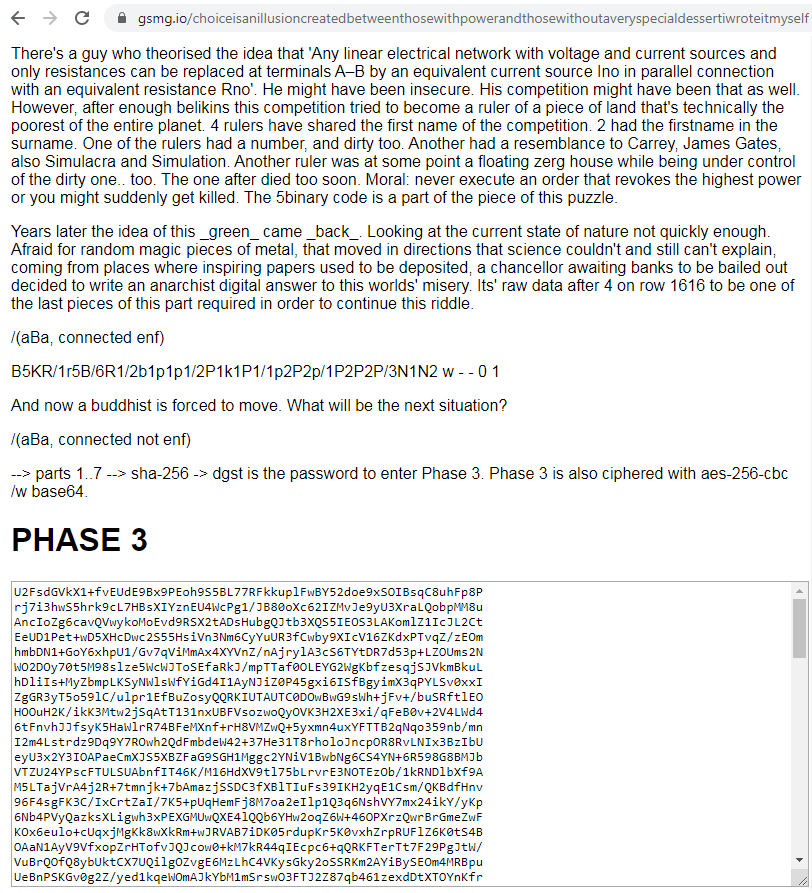 gsmg.io/choiceisanillusioncreatedbetweenthosewithpowerandthosewithoutaveryspecialdessertiwroteitmyself
There's a guy who theorised the idea that 'Any linear electrical network with voltage and current sources and
only resistances can be replaced at terminals A–B by an equivalent current source Ino in parallel connection
with an equivalent resistance Rno'. He might have been insecure. His competition might have been that as well.
However, after enough belikins this competition tried to become a ruler of a piece of land that's technically the
poorest of the entire planet. 4 rulers have shared the first name of the competition. 2 had the firstname in the
surname. One of the rulers had a number, and dirty too. Another had a resemblance to Carrey, James Gates,
also Simulacra and Simulation. Another ruler was at some point a floating zerg house while being under control
of the dirty one.. too. The one after died too soon. Moral: never execute an order that revokes the highest power
or you might suddenly get killed. The 5binary code is a part of the piece of this puzzle.
Years later the idea of this _green_ came _back_. Looking at the current state of nature not quickly enough.
Afraid for random magic pieces of metal, that moved in directions that science couldn't and still can't explain,
coming from places where inspiring papers used to be deposited, a chancellor awaiting banks to be bailed out
decided to write an anarchist digital answer to this worlds' misery. Its' raw data after 4 on row 1616 to be one of
the last pieces of this part required in order to continue this riddle.
/(aBa, connected enf)
B5KR/1r5B/6R1/2b1p1p1/2P1k1P1/1p2P2p/1P2P2P/3N1N2 w - - 0 1
And now a buddhist is forced to move. What will be the next situation?
/(aBa, connected not enf)
--> parts 1..7 --> sha-256 -> dgst is the password to enter Phase 3. Phase 3 is also ciphered with aes-256-cbc
/w base64.
PHASE 3
U2FsdGVkX1+fvEUdE9Bx9PEoh9S5BL77RFkkuplFwBY52doe9xSOIBsqC8uhFp8P
rj7i3hwS5hrk9cL7HBsXIYznEU4WcPg1/JB80oXc62IZMvJe9yU3XraLQobpMM8u
AncIoZg6cavQVwykoMoEvd9RSX2tADsHubgQJtb3XQS5IEOS3LAKomlZ1IcJL2Ct
EeUD1Pet+wD5XHcDwc2S55HsiVn3Nm6CyYuUR3fCwby9XIcV16ZKdxPTvqZ/zEOm
hmbDN1+GoY6xhpU1/Gv7qViMmAx4XYVnZ/nAjrylA3cS6TYtDR7d53p+LZOUms2N
WO2DOy70t5M98slze5WcWJToSEfaRkJ/mpTTaf0OLEYG2WgKbfzesqjSJVkmBkuL
hDliIs+MyZbmpLKSyNWlsWfYiGd4I1AyNJiZ0P45gxi6ISfBgyimX3qPYLSv0xxI
ZgGR3yT5o59lC/ulpr1EfBuZosyQQRKIUTAUTC0DOwBwG9sWh+jFv+/buSRftlEO
HOOuH2K/ikK3Mtw2jSqAtT131nxUBFVsozwoQyOVK3H2XE3xi/qFeB0v+2V4LWd4
6tFnvhJJfsyK5HaWlrR74BFeMXnf+rH8VMZwQ+5yxmn4uxYFTTB2qNqo359nb/mn
I2m4Lstrdz9Dq9Y7ROwh2QdFmbdeW42+37He31T8rholoJncpOR8RvLNIx3BzIbU
eyU3x2Y3IOAPaeCmXJS5XBZFaG9SGH1Mggc2YNiV1BwbNg6CS4YN+6R598G8BMJb
VTZU24YPscFTULSUAbnfIT46K/M16HdXV9tl75bLrvrE3NOTEzOb/1kRNDlbXf9A
M5LTajVrA4j2R+7tmnjk+7bAmazjSSDC3fXBlTIuFs39IKH2yqE1Csm/QKBdfHnv
96F4sgFK3C/IxCrtZaI/7K5+pUqHemFj8M7oa2eIlp1Q3q6NshVY7mx24ikY/yKp
6Nb4PVyQazksXLigwh3xPEXGMUwQXE4lQQb6YHw2oqZ6W+46OPXrzQwrBrGmeZwF
KOx6eulo+cUqxjMgKk8wXkRm+wJRVAB7iDK05rdupKr5K0vxhZrpRUFlZ6K0tS4B
OAaN1AyV9VfxopZrHTofvJQJcow0+kM7kR44qIEcpc6+qQRKFTerTt7F29PgJtW/
VuBrQOfQ8ybUktCX7UQilgOZvgE6MzLhC4VKysGky2oSSRKm2AYiBySEOm4MRBpu
UeBnPSKGv0g2Z/yed1kqeWOmAJkYbM1mSrswO3FTJ2Z87qb461zexdDtXTOYnKfr